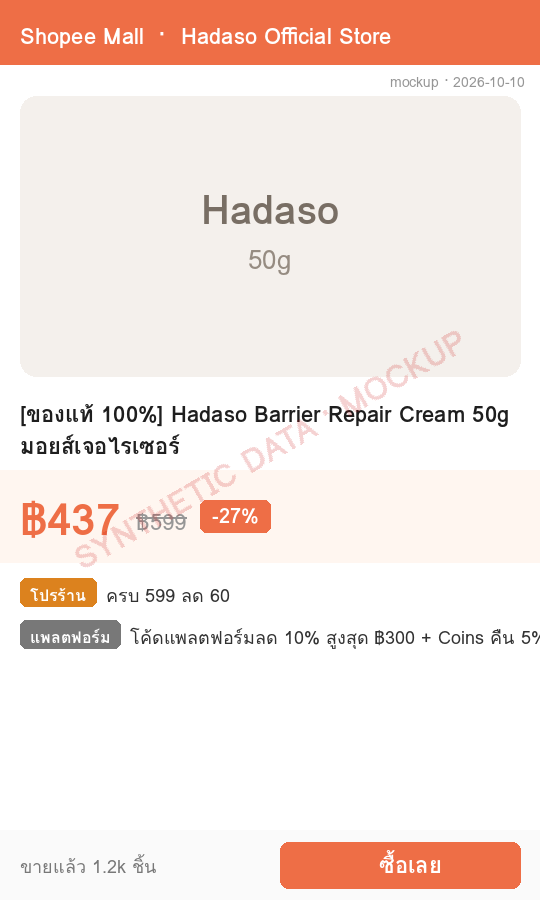 Shopee Mall · Hadaso Official Store
mockup · 2026-10-10
Hadaso
50g
[ของแท้ 100%] Hadaso Barrier Repair Cream 50g
มอยส์เจอไรเซอร์
฿437 ฿599 -27%
SYNTHETIC DATA · MOCKUP
โปรร้าน ครบ 599 ลด 60
แพลตฟอร์ม โค้ดแพลตฟอร์มลด 10% สูงสุด ฿300 + Coins คืน 5%
ขายแล้ว 1.2k ชิ้น ซื้อเลย